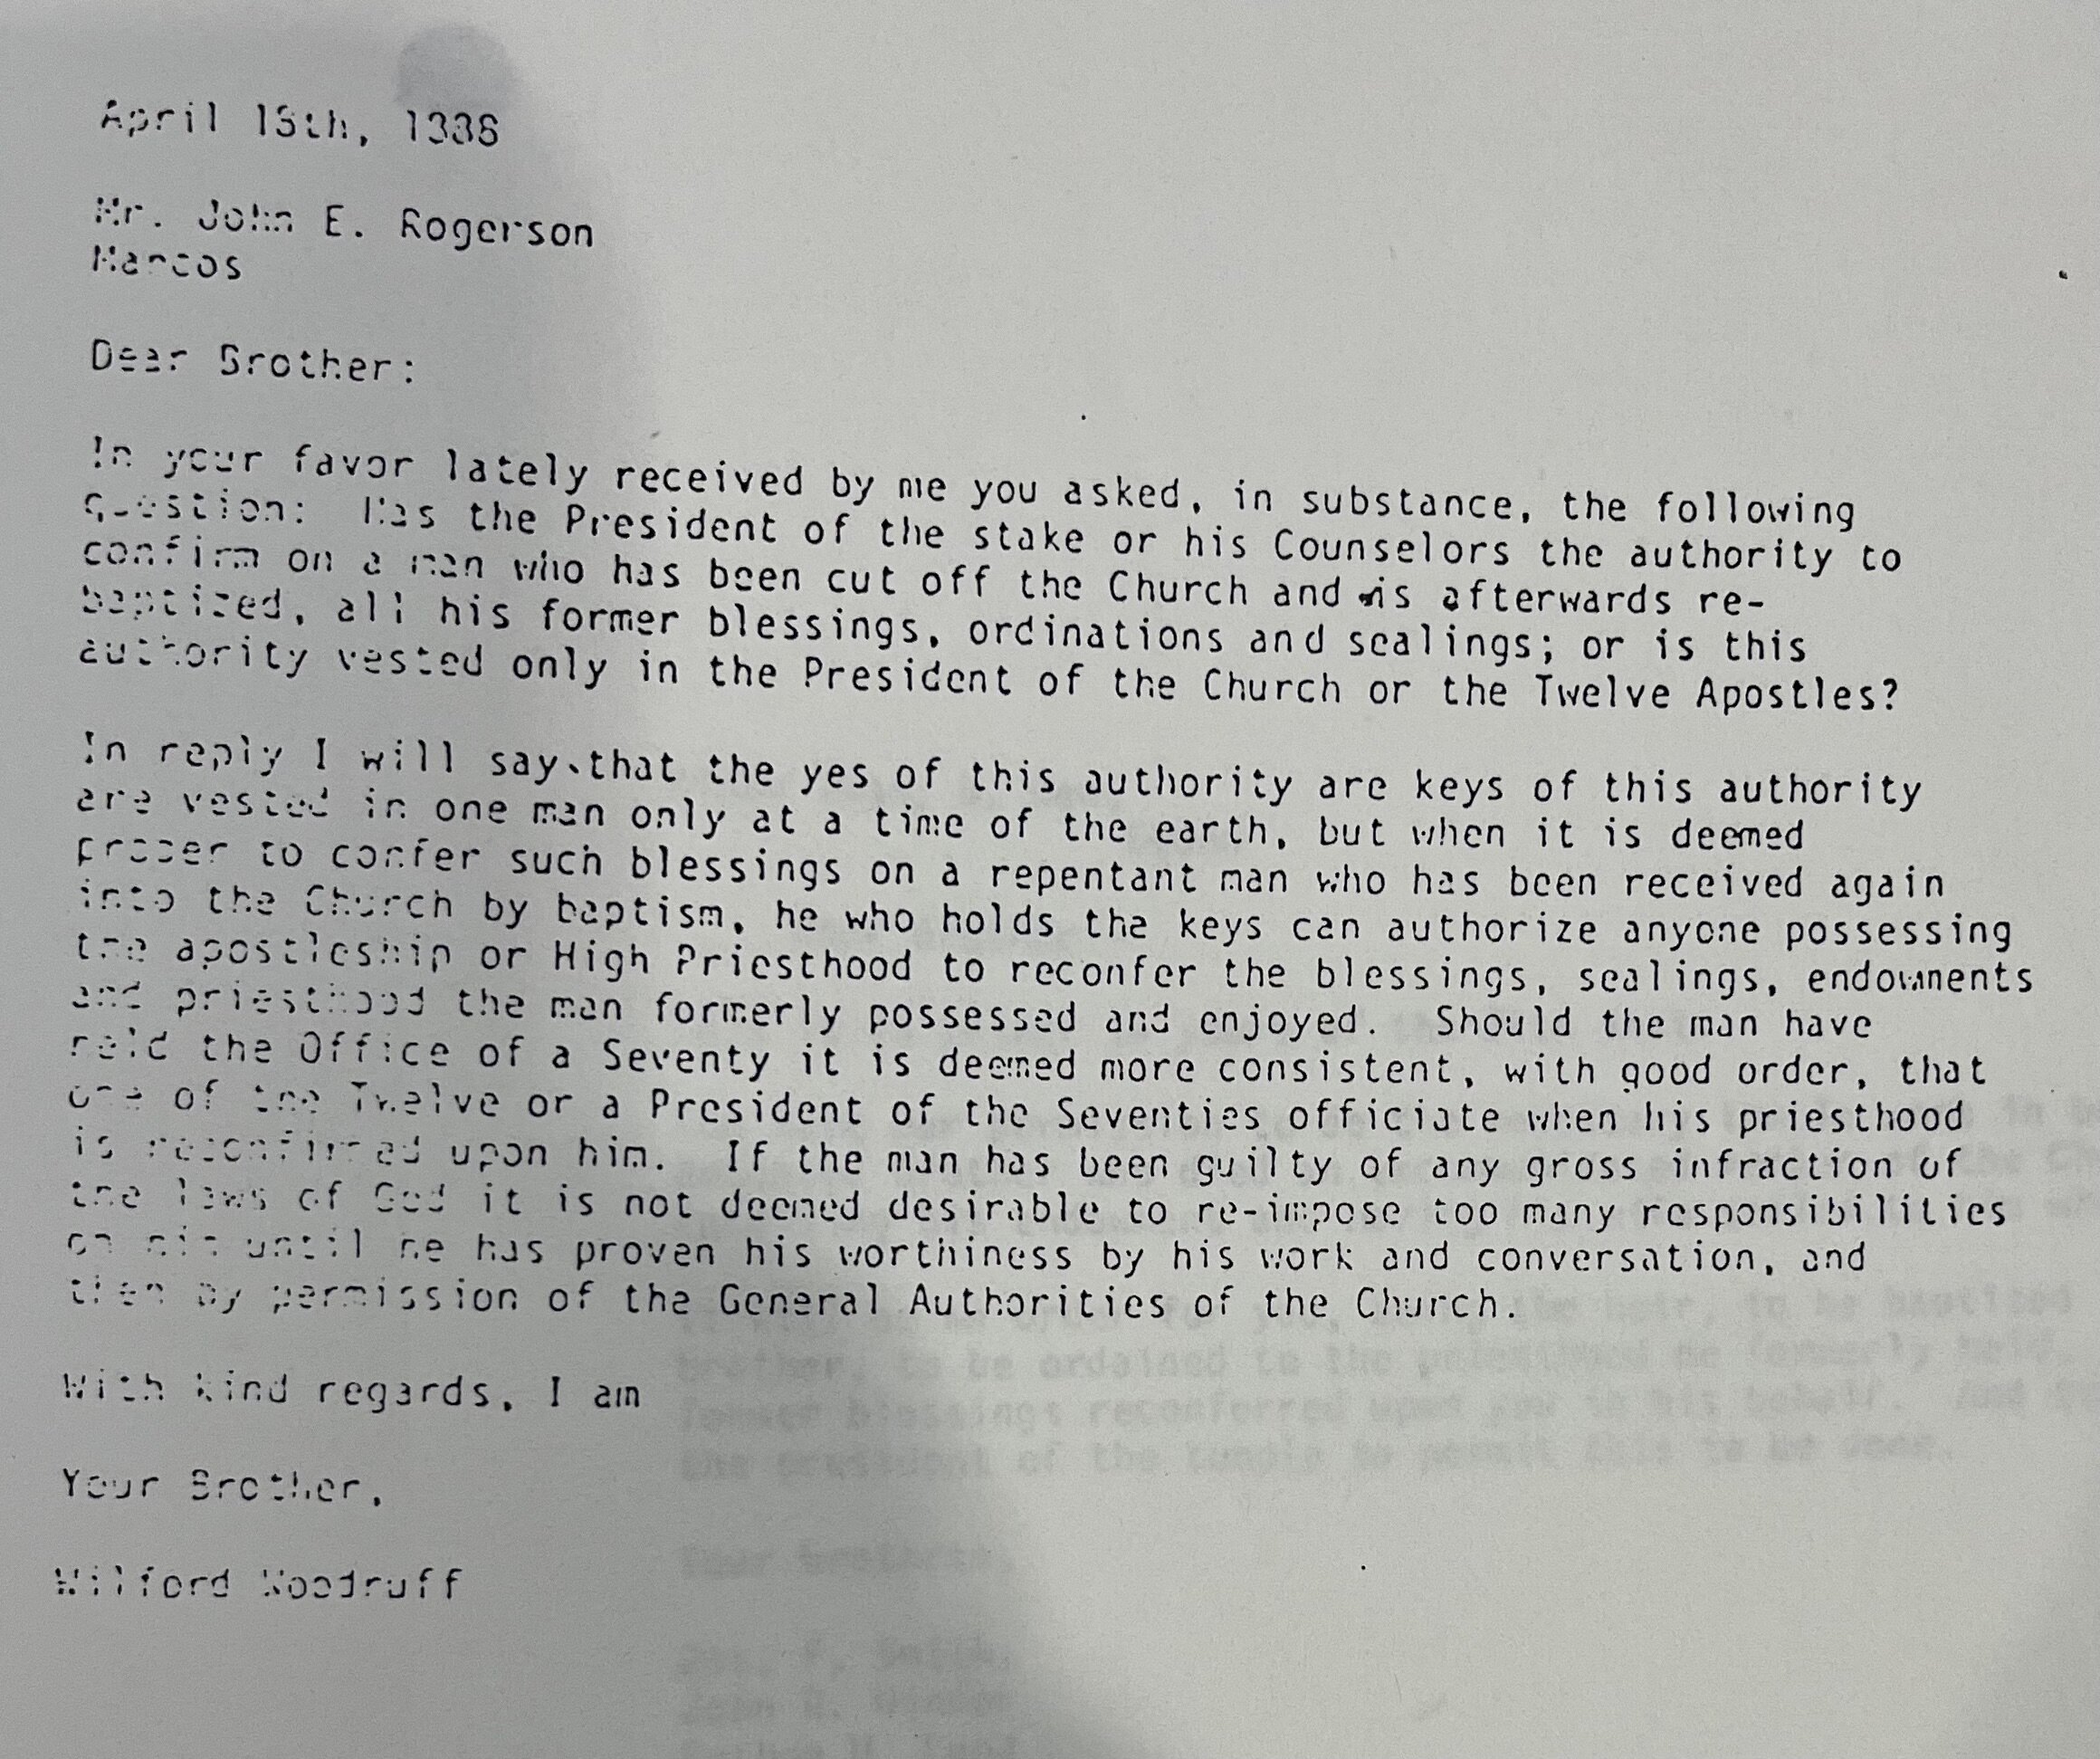 April 18th, 1888
Mr. John E. Rogerson
Marcos
Dear Brother:
In your favor lately received by me you asked, in substance, the following
question: Has the President of the stake or his Counselors the authority to
confirm on a man who has been cut off the Church and is afterwards re-
baptized, all his former blessings, ordinations and sealings; or is this
authority vested only in the President of the Church or the Twelve Apostles?
In reply I will say that the yes of this authority are keys of this authority
are vested in one man only at a time of the earth, but when it is deemed
proper to confer such blessings on a repentant man who has been received again
into the Church by baptism, he who holds the keys can authorize anyone possessing
the apostleship or High Priesthood to reconfer the blessings, sealings, endowments
and priesthood the man formerly possessed and enjoyed. Should the man have
held the Office of a Seventy it is deemed more consistent, with good order, that
one of the Twelve or a President of the Seventies officiate when his priesthood
is reconfirmed upon him. If the man has been guilty of any gross infraction of
the laws of God it is not deemed desirable to re-impose too many responsibilities
on him until he has proven his worthiness by his work and conversation, and
then by permission of the General Authorities of the Church.
With kind regards, I am
Your Brother,
Wilford Woodruff